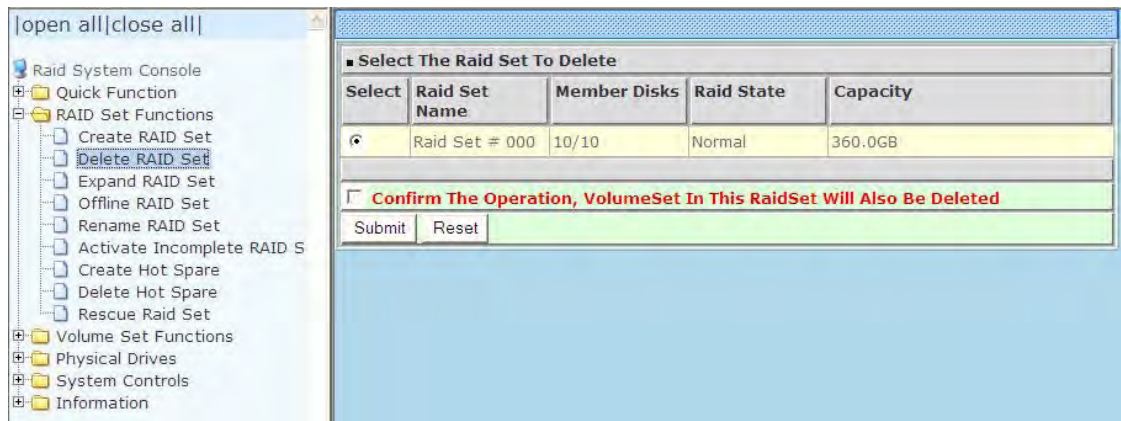 |open all|close all|
Raid System Console
Quick Function
RAID Set Functions
Create RAID Set
Delete RAID Set
Expand RAID Set
Offline RAID Set
Rename RAID Set
Activate Incomplete RAID S
Create Hot Spare
Delete Hot Spare
Rescue Raid Set
Volume Set Functions
Physical Drives
System Controls
Information
Select The Raid Set To Delete
Select Raid Set Name Member Disks Raid State Capacity
Raid Set # 000 10/10 Normal 360.0GB
Confirm The Operation, VolumeSet In This RaidSet Will Also Be Deleted
Submit Reset